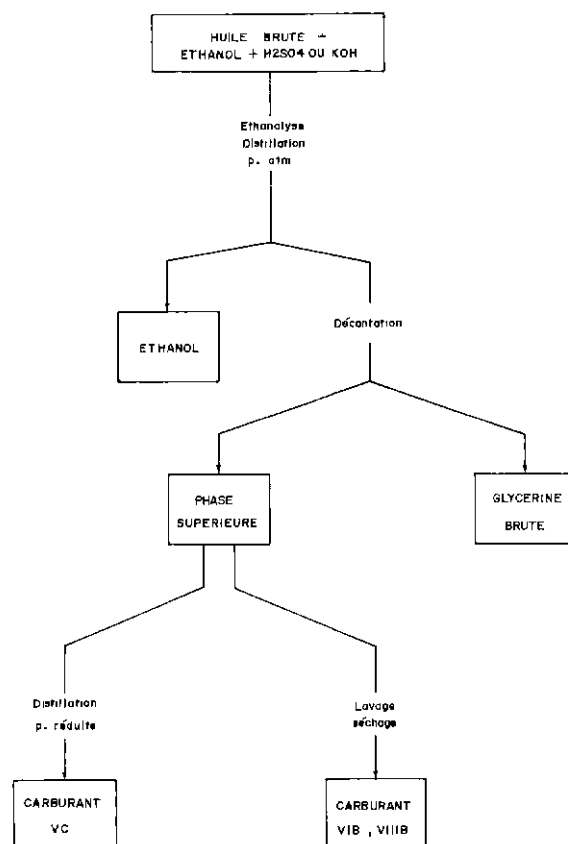 HUILE BRUTE +
ETHANOL + H2SO4 OU KOH
Ethanalyse
Distillation
p. atm
ETHANOL
Décantation
PHASE
SUPERIEURE
GLYCERINE
BRUTE
Distillation
p. réduite
Lavage
séchage
CARBURANT
VC
CARBURANT
VIB , VIIIB